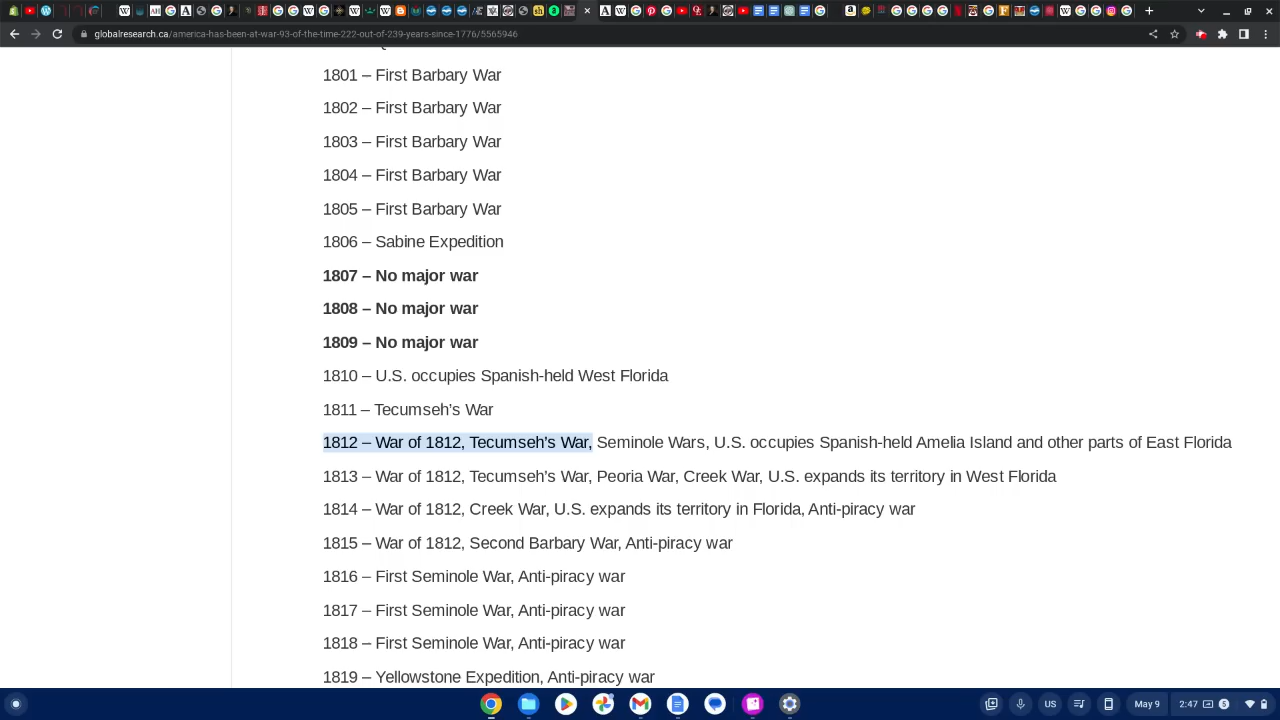 globalresearch.ca/america-has-been-at-war-93-of-the-time-222-out-of-239-years-since-1776/5565946
1801 – First Barbary War
1802 – First Barbary War
1803 – First Barbary War
1804 – First Barbary War
1805 – First Barbary War
1806 – Sabine Expedition
1807 – No major war
1808 – No major war
1809 – No major war
1810 – U.S. occupies Spanish-held West Florida
1811 – Tecumseh’s War
1812 – War of 1812, Tecumseh’s War, Seminole Wars, U.S. occupies Spanish-held Amelia Island and other parts of East Florida
1813 – War of 1812, Tecumseh’s War, Peoria War, Creek War, U.S. expands its territory in West Florida
1814 – War of 1812, Creek War, U.S. expands its territory in Florida, Anti-piracy war
1815 – War of 1812, Second Barbary War, Anti-piracy war
1816 – First Seminole War, Anti-piracy war
1817 – First Seminole War, Anti-piracy war
1818 – First Seminole War, Anti-piracy war
1819 – Yellowstone Expedition, Anti-piracy war
US May 9 2:47 5